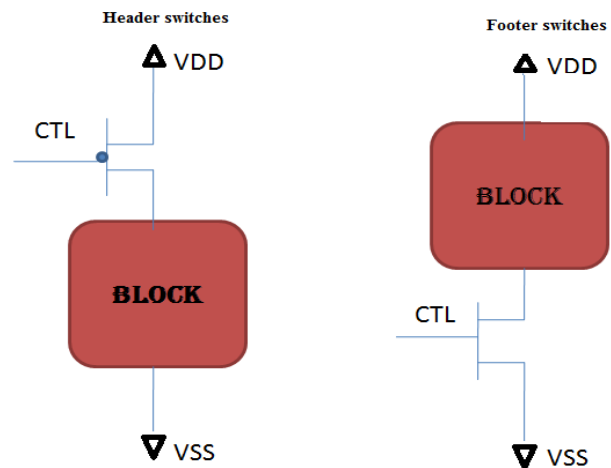 Header switches
VDD
CTL
BLOCK
VSS
Footer switches
VDD
BLOCK
CTL
VSS